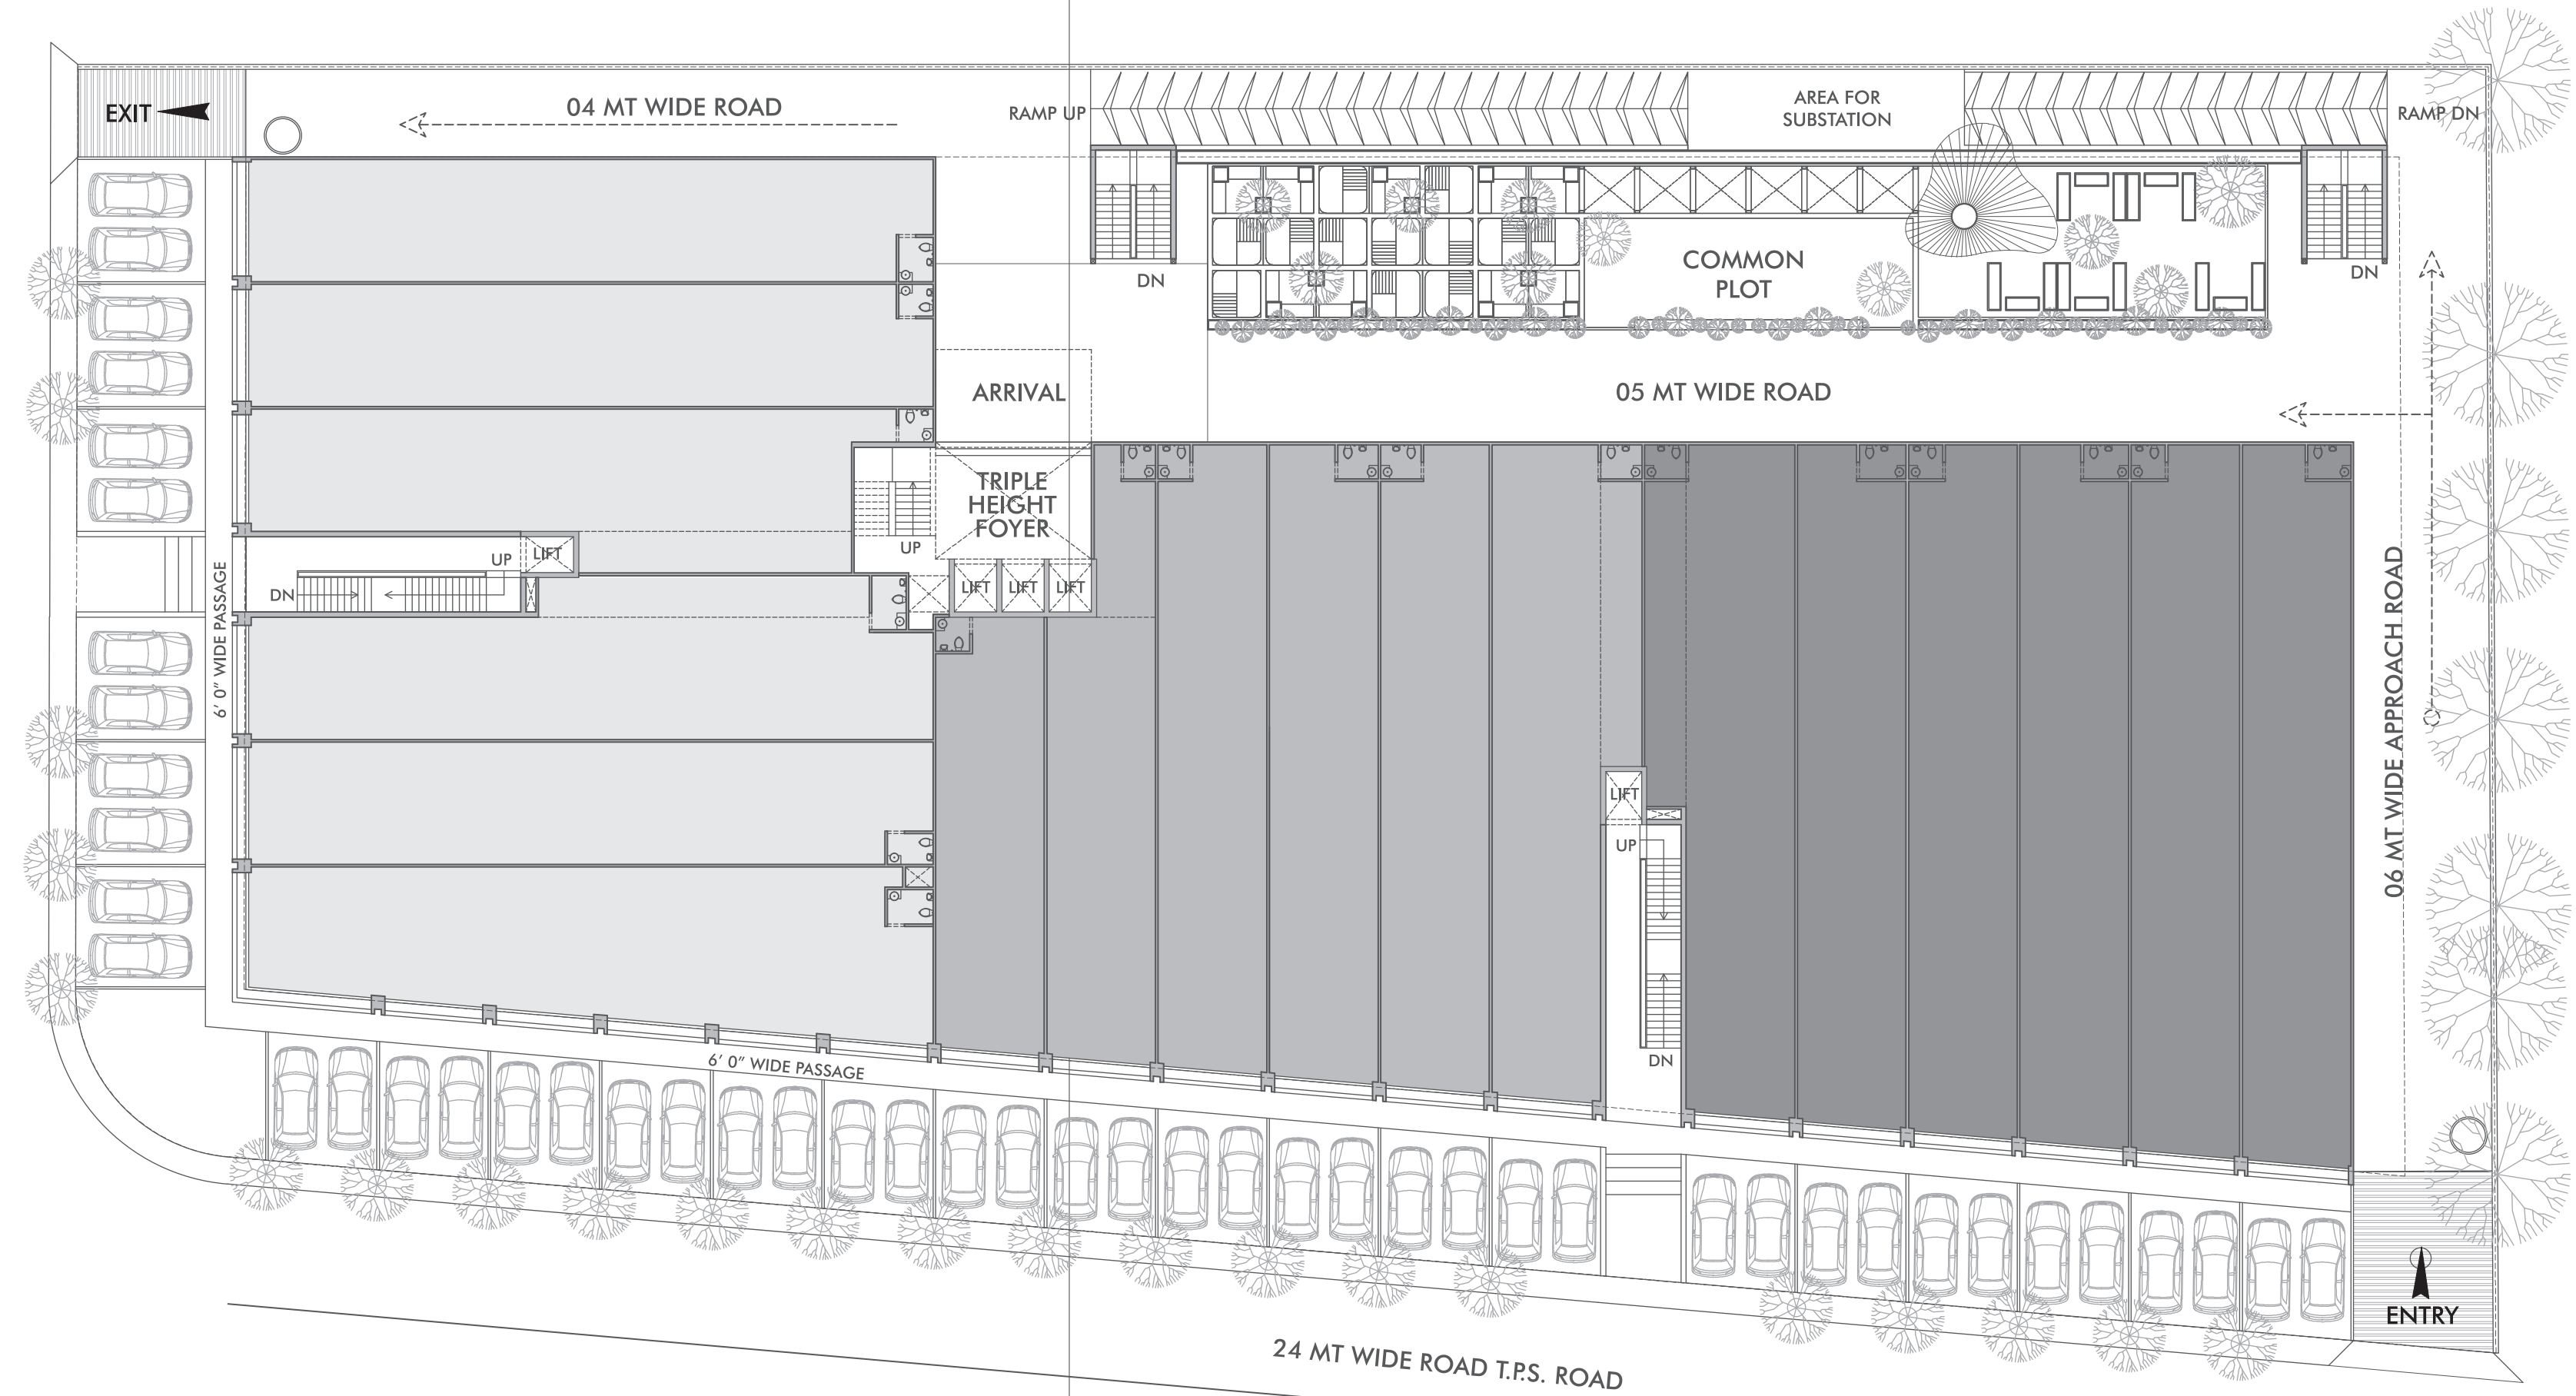 EXIT
04 MT WIDE ROAD
RAMP UP
AREA FOR
SUBSTATION
RAMP DN
DN
COMMON
PLOT
DN
ARRIVAL
05 MT WIDE ROAD
TRIPLE
HEIGHT
FOYER
UP
LIFT
UP
DN
LIFT
LIFT
LIFT
6' 0" WIDE PASSAGE
06 MT WIDE APPROACH ROAD
LIFT
UP
DN
6' 0" WIDE PASSAGE
ENTRY
24 MT WIDE ROAD T.P.S. ROAD